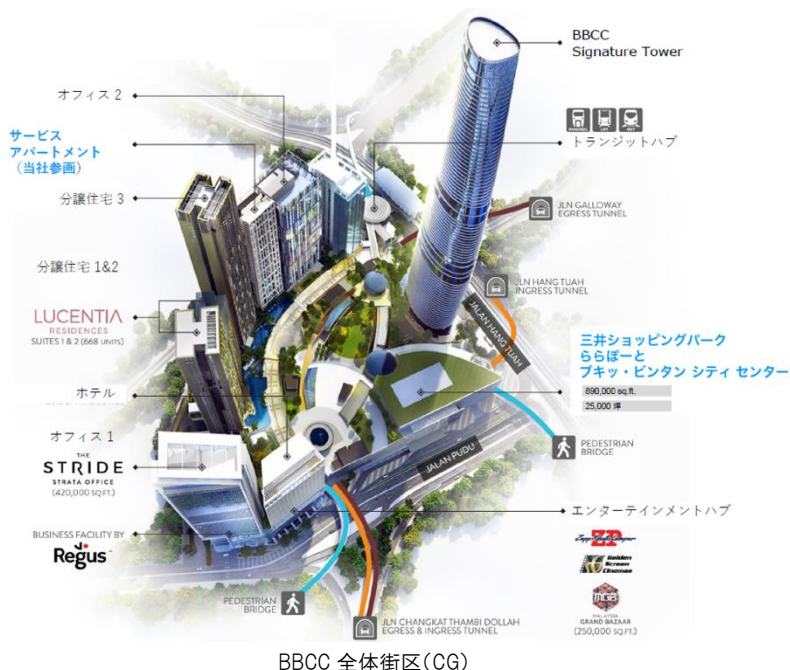 BBCC
Signature Tower
オフィス 2
サービス
アパートメント
(当社参画)
トランジットハブ
分譲住宅 3
JLN GALLOWAY
EGRESS TUNNEL
分譲住宅 1&2
JLN HANG TUAH
INGRESS TUNNEL
LUCENTIA
RESIDENCES
SUITES 1 & 2 (668 UNITS)
JALAN HANG TUAH
三井ショッピングパーク
ららぽーと
ブキッ・ビンタン シティ センター
890,000 sq.ft.
25,000 坪
ホテル
オフィス 1
THE
STRIDE
STRATA OFFICE
(420,000 SQ.FT.)
JALAN PUDU
PEDESTRIAN
BRIDGE
エンターテインメントハブ
BUSINESS FACILITY BY
Regus
ZEPP
Golden
Screen
Cinemas
MALAYSIA
GRAND BAZAAR
(250,000 SQ.FT.)
PEDESTRIAN
BRIDGE
JLN CHANGKAT THAMBI DOLLAH
EGRESS & INGRESS TUNNEL
BBCC 全体街区(CG)